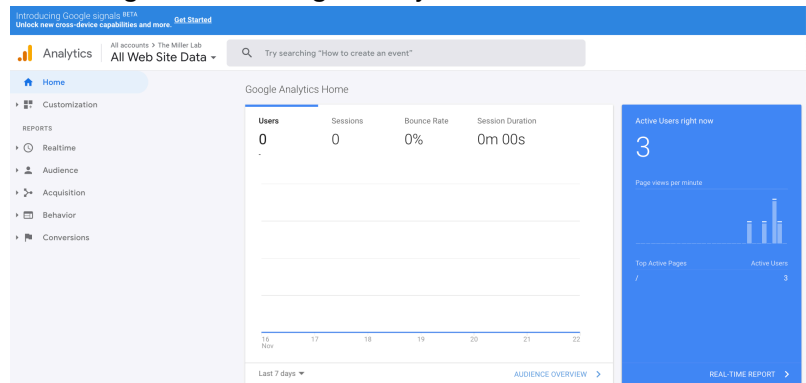 Introducing Google signals BETA
Unlock new cross-device capabilities and more. Get Started
Analytics
All accounts > The Miller Lab
All Web Site Data
Try searching "How to create an event"
Home
Customization
REPORTS
Realtime
Audience
Acquisition
Behavior
Conversions
Google Analytics Home
Users Sessions Bounce Rate Session Duration
0 0 0% 0m 00s
-
16 17 18 19 20 21 22
Nov
Last 7 days
AUDIENCE OVERVIEW
Active Users right now
3
Page views per minute
Top Active Pages Active Users
/ 3
REAL-TIME REPORT